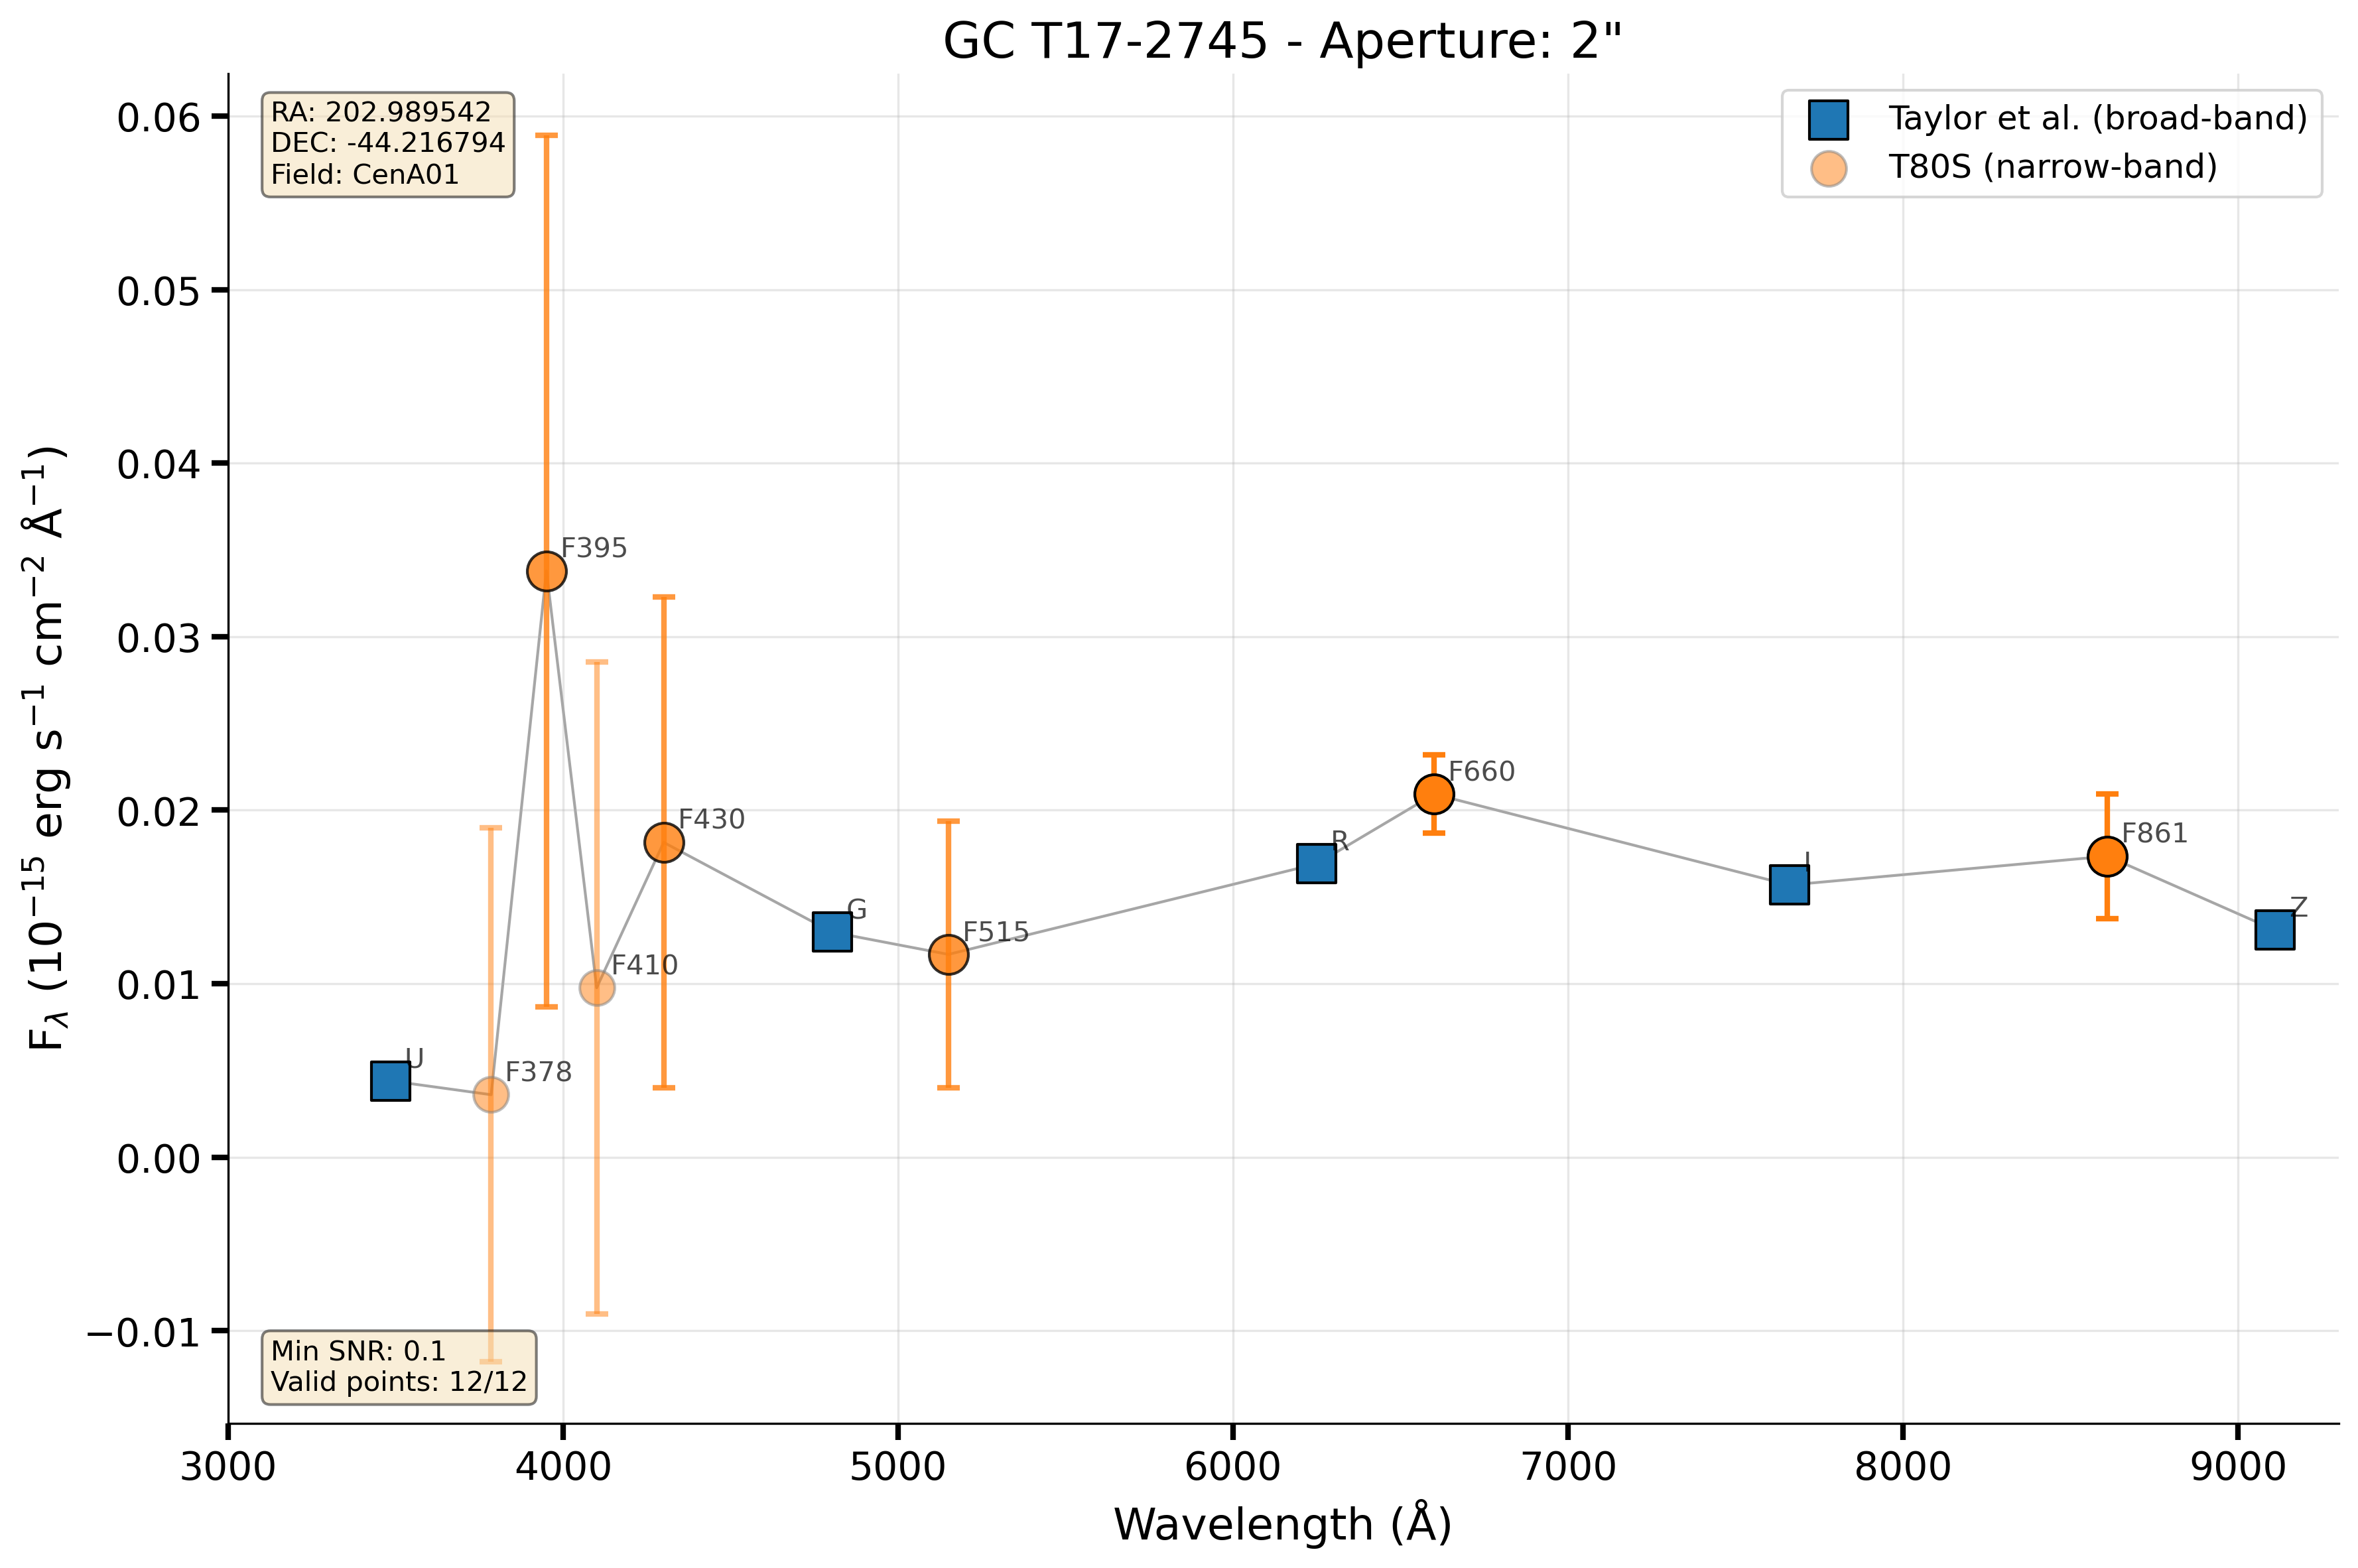 GC T17-2745 - Aperture: 2"
RA: 202.989542
DEC: -44.216794
Field: CenA01
Taylor et al. (broad-band)
T80S (narrow-band)
0.06
0.05
0.04
0.03
0.02
0.01
0.00
−0.01
F_λ (10⁻¹⁵ erg s⁻¹ cm⁻² Å⁻¹)
U
F378
F395
F410
F430
G
F515
R
F660
I
F861
Z
Min SNR: 0.1
Valid points: 12/12
3000 4000 5000 6000 7000 8000 9000
Wavelength (Å)